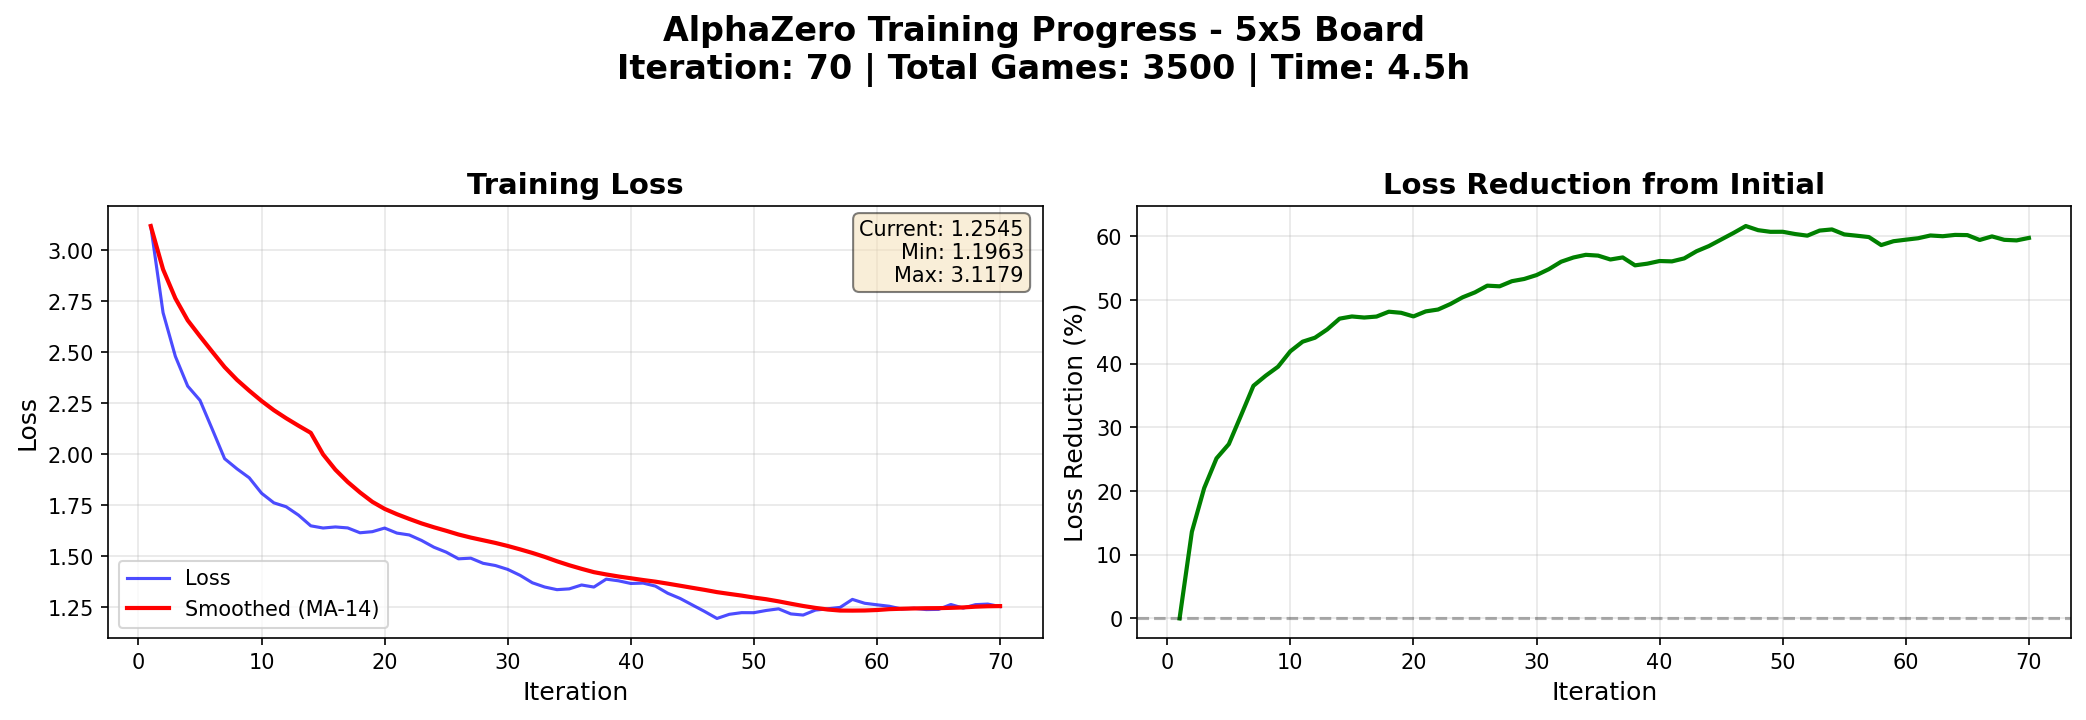 AlphaZero Training Progress - 5x5 Board
Iteration: 70 | Total Games: 3500 | Time: 4.5h
Training Loss
Current: 1.2545
Min: 1.1963
Max: 3.1179
3.00
2.75
2.50
2.25
2.00
1.75
1.50
1.25
Loss
Loss
Smoothed (MA-14)
0 10 20 30 40 50 60 70
Iteration
Loss Reduction from Initial
60
50
40
30
20
10
0
Loss Reduction (%)
0 10 20 30 40 50 60 70
Iteration